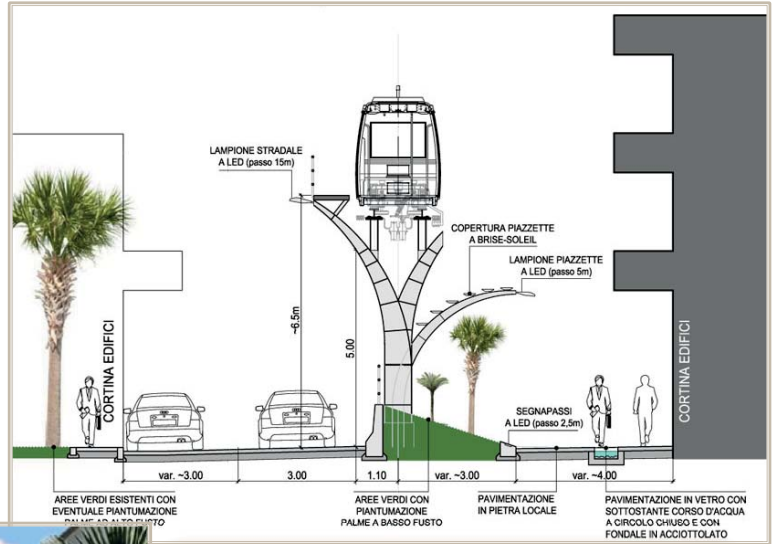 LAMPIONE STRADALE
A LED (passo 15m)
COPERTURA PIAZZETTE
A BRISE-SOLEIL
LAMPIONE PIAZZETTE
A LED (passo 5m)
~6.5m
5.00
CORTINA EDIFICI
CORTINA EDIFICI
SEGNAPASSI
A LED (passo 2,5m)
var. ~3.00
3.00
1.10
var. ~3.00
var. ~4.00
AREE VERDI ESISTENTI CON
EVENTUALE PIANTUMAZIONE
PALME AD ALTO FUSTO
AREE VERDI CON
PIANTUMAZIONE
PALME A BASSO FUSTO
PAVIMENTAZIONE
IN PIETRA LOCALE
PAVIMENTAZIONE IN VETRO CON
SOTTOSTANTE CORSO D'ACQUA
A CIRCOLO CHIUSO E CON
FONDALE IN ACCIOTTOLATO